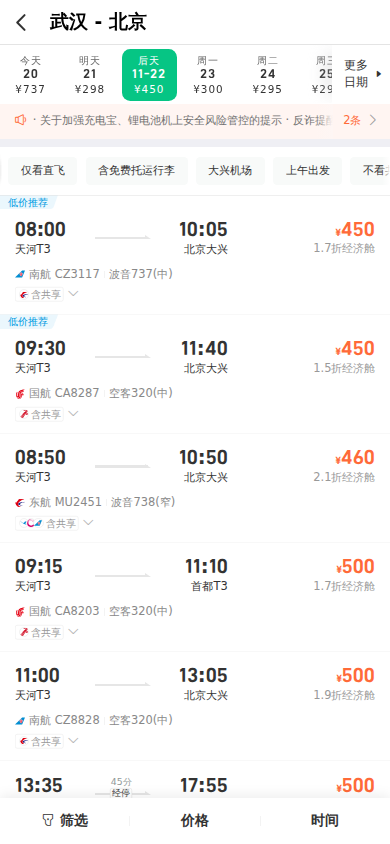 武汉 - 北京
今天
20
¥737
明天
21
¥298
后天
11-22
¥450
周一
23
¥300
周二
24
¥295
周三
25
更多
日期
· 关于加强充电宝、锂电池机上安全风险管控的提示 · 反诈提
2条
仅看直飞
含免费托运行李
大兴机场
上午出发
不看
低价推荐
08:00
10:05
¥450
天河T3
北京大兴
1.7折经济舱
南航 CZ3117
波音737(中)
含共享
低价推荐
09:30
11:40
¥450
天河T3
北京大兴
1.5折经济舱
国航 CA8287
空客320(中)
含共享
08:50
10:50
¥460
天河T3
北京大兴
2.1折经济舱
东航 MU2451
波音738(窄)
含共享
09:15
11:10
¥500
天河T3
首都T3
1.7折经济舱
国航 CA8203
空客320(中)
含共享
11:00
13:05
¥500
天河T3
北京大兴
1.9折经济舱
南航 CZ8828
空客320(中)
含共享
13:35
45分
经停
17:55
¥500
筛选
价格
时间